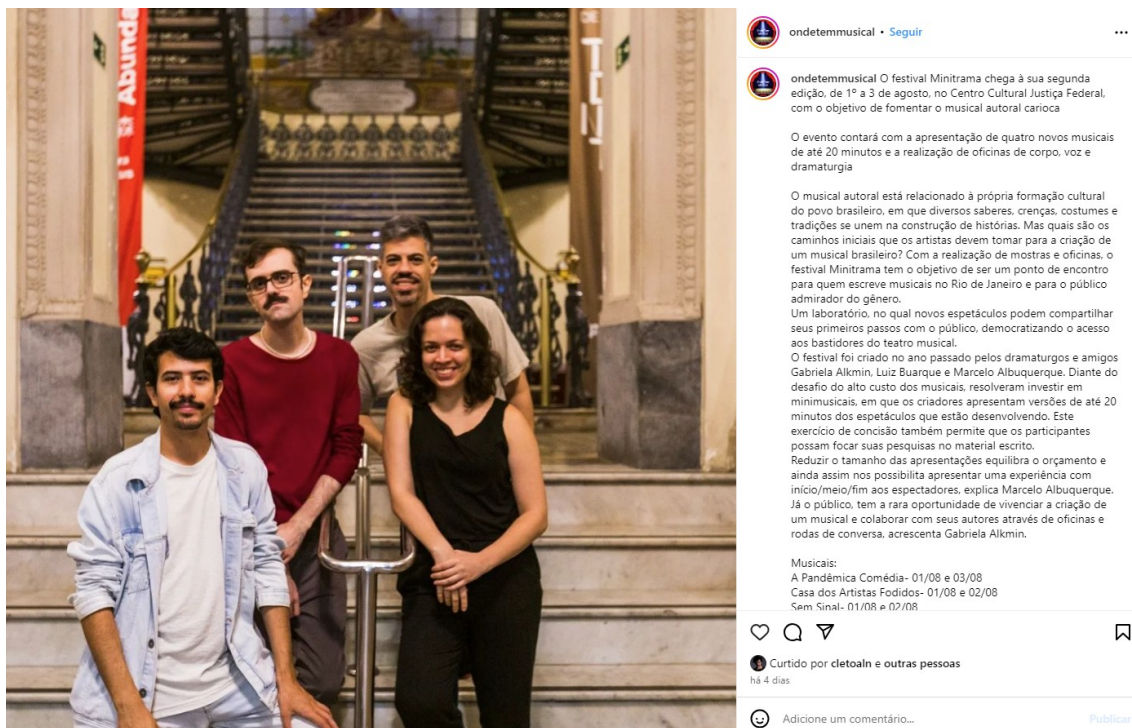 Abunda
ondetemmusical • Seguir
ondetemmusical O festival Minitrama chega à sua segunda
edição, de 1º a 3 de agosto, no Centro Cultural Justiça Federal,
com o objetivo de fomentar o musical autoral carioca
O evento contará com a apresentação de quatro novos musicais
de até 20 minutos e a realização de oficinas de corpo, voz e
dramaturgia
O musical autoral está relacionado à própria formação cultural
do povo brasileiro, em que diversos saberes, crenças, costumes e
tradições se unem na construção de histórias. Mas quais são os
caminhos iniciais que os artistas devem tomar para a criação de
um musical brasileiro? Com a realização de mostras e oficinas, o
festival Minitrama tem o objetivo de ser um ponto de encontro
para quem escreve musicais no Rio de Janeiro e para o público
admirador do gênero.
Um laboratório, no qual novos espetáculos podem compartilhar
seus primeiros passos com o público, democratizando o acesso
aos bastidores do teatro musical.
O festival foi criado no ano passado pelos dramaturgos e amigos
Gabriela Alkmin, Luiz Buarque e Marcelo Albuquerque. Diante do
desafio do alto custo dos musicais, resolveram investir em
minimusicais, em que os criadores apresentam versões de até 20
minutos dos espetáculos que estão desenvolvendo. Este
exercício de concisão também permite que os participantes
possam focar suas pesquisas no material escrito.
Reduzir o tamanho das apresentações equilibra o orçamento e
ainda assim nos possibilita apresentar uma experiência com
início/meio/fim aos espectadores, explica Marcelo Albuquerque.
Já o público, tem a rara oportunidade de vivenciar a criação de
um musical e colaborar com seus autores através de oficinas e
rodas de conversa, acrescenta Gabriela Alkmin.
Musicais:
A Pandêmica Comédia- 01/08 e 03/08
Casa dos Artistas Fodidos- 01/08 e 02/08
Sem Sinal- 01/08 e 02/08
Curtido por cletoaln e outras pessoas
há 4 dias
Adicione um comentário...
Publicar